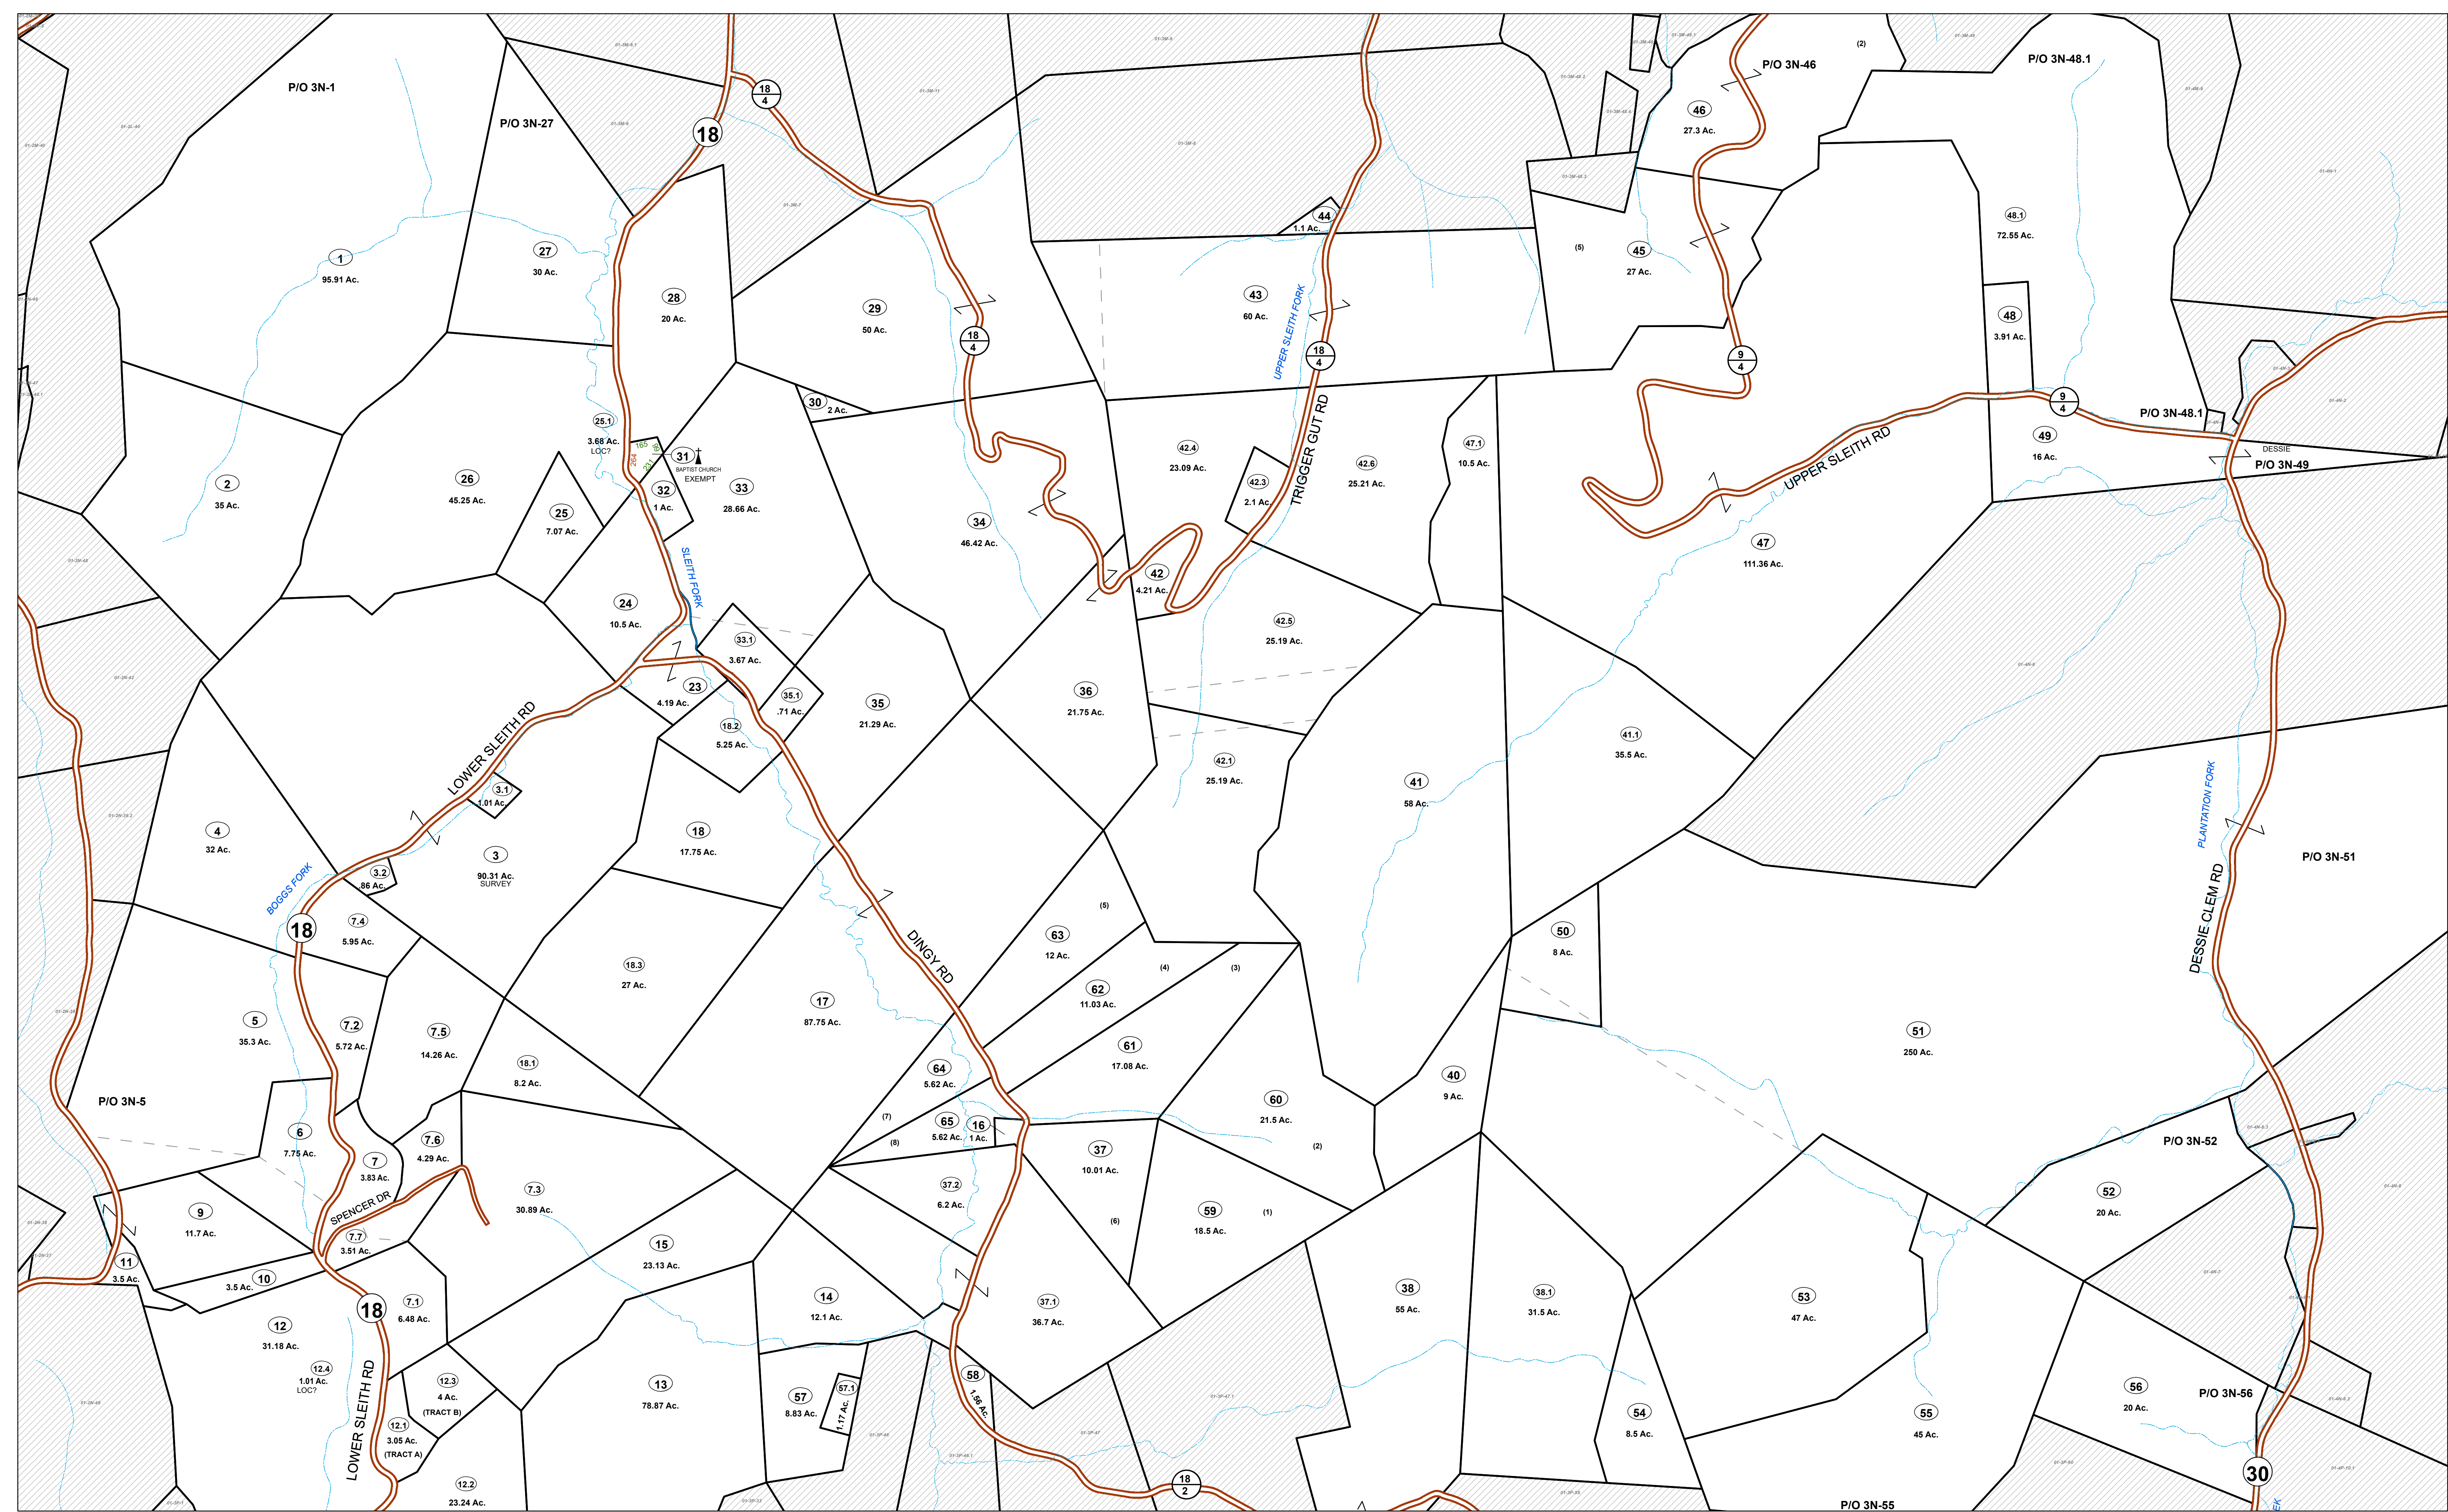 P/O 3N-1
P/O 3N-27
18
4
18
P/O 3N-46
(2)
P/O 3N-48.1
46
27.3 Ac.
1
95.91 Ac.
27
30 Ac.
28
20 Ac.
29
50 Ac.
18
4
44
1.1 Ac.
43
60 Ac.
UPPER SLEITH FORK
18
4
(5)
45
27 Ac.
9
4
48.1
72.55 Ac.
48
3.91 Ac.
9
4
P/O 3N-48.1
49
16 Ac.
DESSIE
P/O 3N-49
30
2 Ac.
25.1
3.68 Ac.
LOC?
165
264
231
31
BAPTIST CHURCH
EXEMPT
32
1 Ac.
33
28.66 Ac.
2
35 Ac.
26
45.25 Ac.
25
7.07 Ac.
34
46.42 Ac.
42.4
23.09 Ac.
42.3
2.1 Ac.
TRIGGER GUT RD
42.6
25.21 Ac.
47.1
10.5 Ac.
UPPER SLEITH RD
47
111.36 Ac.
SLEITH FORK
24
10.5 Ac.
42
4.21 Ac.
42.5
25.19 Ac.
33.1
3.67 Ac.
23
4.19 Ac.
35.1
.71 Ac.
35
21.29 Ac.
36
21.75 Ac.
18.2
5.25 Ac.
42.1
25.19 Ac.
41
58 Ac.
41.1
35.5 Ac.
LOWER SLEITH RD
3.1
1.01 Ac.
4
32 Ac.
3
90.31 Ac.
SURVEY
3.2
.86 Ac.
18
17.75 Ac.
BOGGS FORK
18
7.4
5.95 Ac.
PLANTATION FORK
P/O 3N-51
DESSIE CLEM RD
DINGY RD
(5)
63
12 Ac.
(4)
(3)
62
11.03 Ac.
50
8 Ac.
18.3
27 Ac.
17
87.75 Ac.
5
35.3 Ac.
7.2
5.72 Ac.
7.5
14.26 Ac.
18.1
8.2 Ac.
61
17.08 Ac.
51
250 Ac.
64
5.62 Ac.
40
9 Ac.
60
21.5 Ac.
P/O 3N-5
(7)
65
5.62 Ac.
(8)
16
1 Ac.
(2)
6
7.75 Ac.
7
3.83 Ac.
7.6
4.29 Ac.
37
10.01 Ac.
P/O 3N-52
52
20 Ac.
7.3
30.89 Ac.
37.2
6.2 Ac.
SPENCER DR
9
11.7 Ac.
7.7
3.51 Ac.
(6)
59
18.5 Ac.
(1)
11
3.5 Ac.
10
3.5 Ac.
15
23.13 Ac.
18
7.1
6.48 Ac.
14
12.1 Ac.
37.1
36.7 Ac.
38
55 Ac.
38.1
31.5 Ac.
53
47 Ac.
12
31.18 Ac.
12.4
1.01 Ac.
LOC?
12.3
4 Ac.
(TRACT B)
12.1
3.05 Ac.
(TRACT A)
LOWER SLEITH RD
13
78.87 Ac.
57
8.83 Ac.
57.1
1.17 Ac.
58
1.56 Ac.
54
8.5 Ac.
55
45 Ac.
56
20 Ac.
P/O 3N-56
12.2
23.24 Ac.
18
2
30
P/O 3N-55